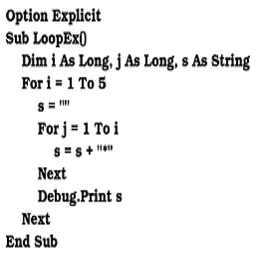 Option Explicit
Sub LoopEx()
Dim i As Long, j As Long, s As String
For i = 1 To 5
s = ""
For j = 1 To i
s = s + "*"
Next
Debug.Print s
Next
End Sub